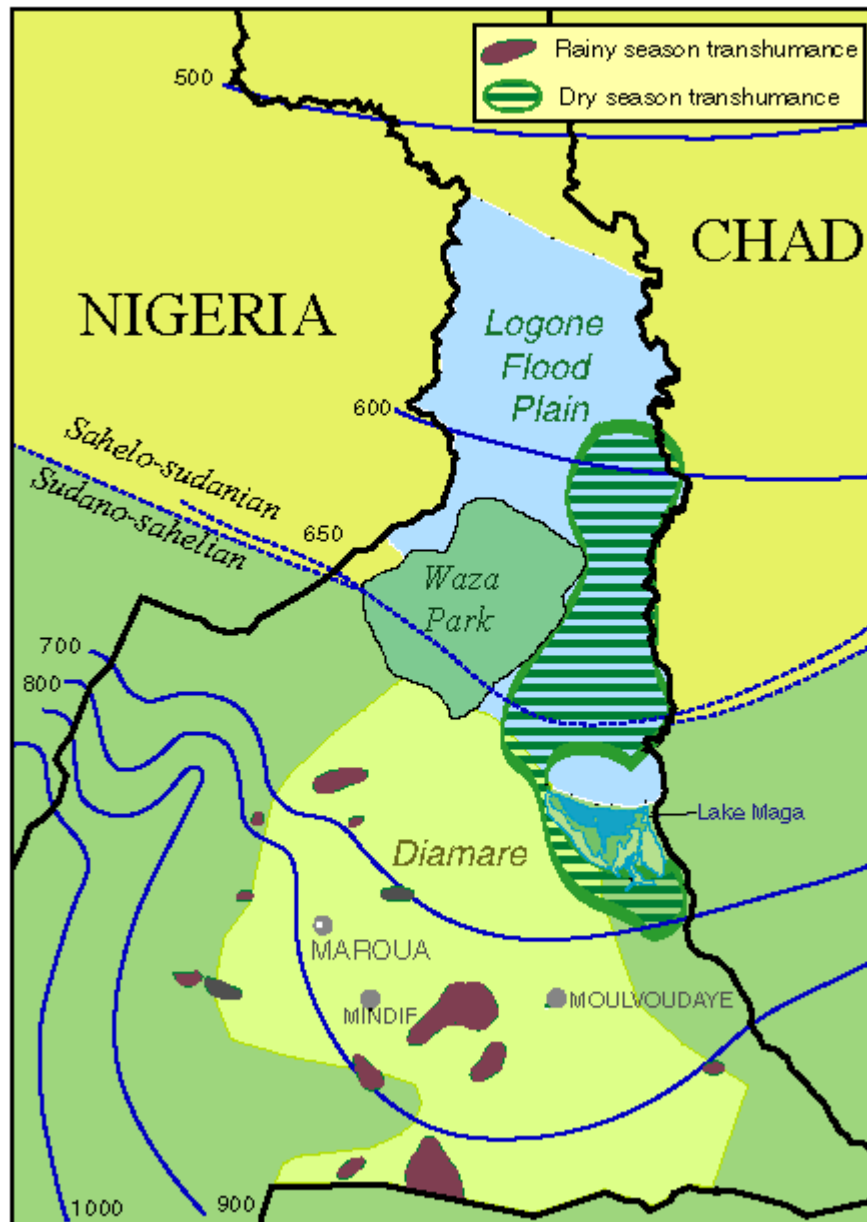 Rainy season transhumance
Dry season transhumance
500
CHAD
NIGERIA
Logone
Flood
Plain
600
Sahelo-sudanian
Sudano-sahelian
650
Waza
Park
700
800
Lake Maga
Diamare
MAROUA
MINDIF
MOULVOUDAYE
1000
900